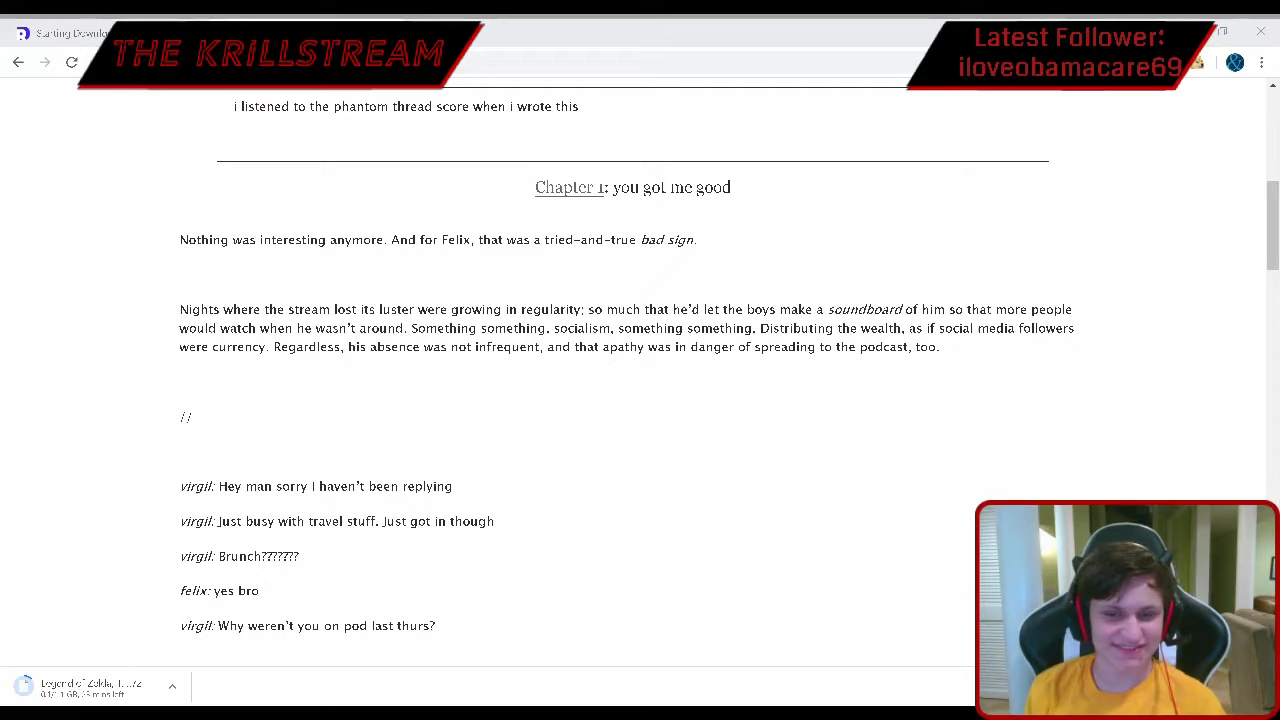 Starting Downlo
THE KRILLSTREAM
Latest Follower:
iloveobamacare69
i listened to the phantom thread score when i wrote this
Chapter 1: you got me good
Nothing was interesting anymore. And for Felix, that was a tried-and-true bad sign.
Nights where the stream lost its luster were growing in regularity; so much that he'd let the boys make a soundboard of him so that more people
would watch when he wasn't around. Something something, socialism, something something. Distributing the wealth, as if social media followers
were currency. Regardless, his absence was not infrequent, and that apathy was in danger of spreading to the podcast, too.
//
virgil: Hey man sorry I haven't been replying
virgil: Just busy with travel stuff. Just got in though
virgil: Brunch???????
felix: yes bro
virgil: Why weren't you on pod last thurs?
Legend of Zelda